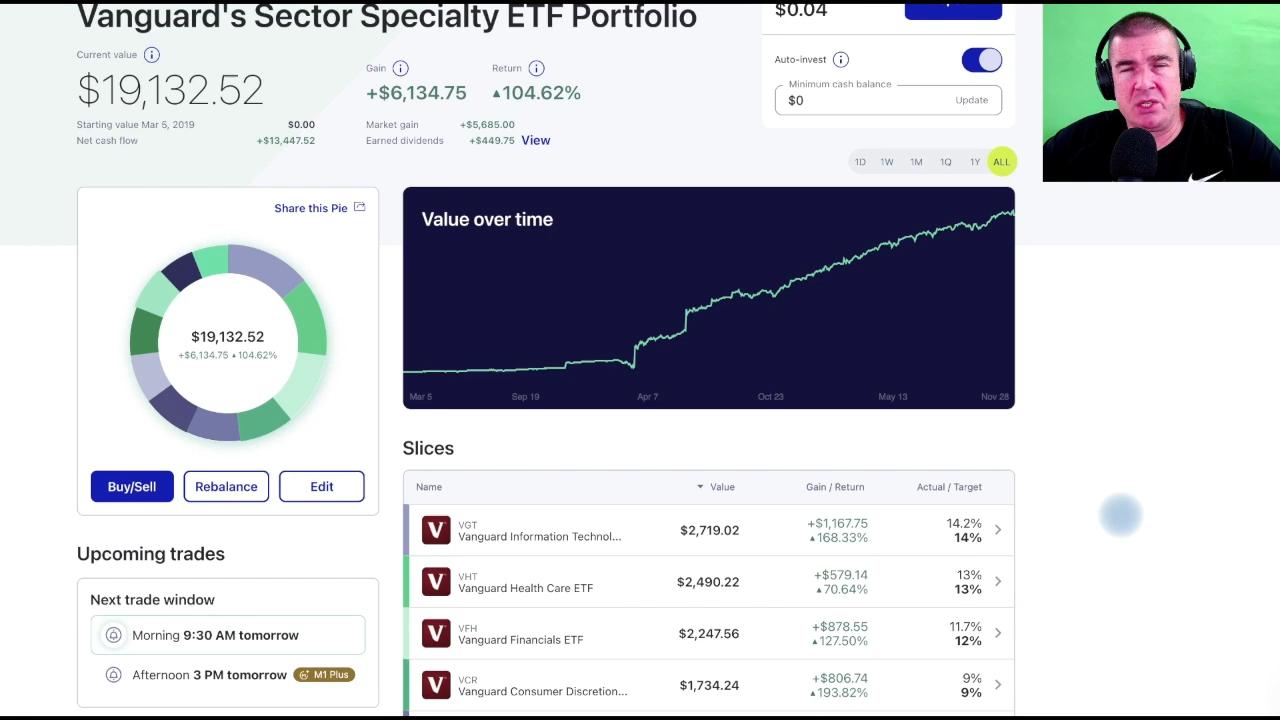 Vanguard's Sector Specialty ETF Portfolio
Current value
$19,132.52
Starting value Mar 5, 2019 $0.00
Net cash flow +$13,447.52
Gain
+$6,134.75
Return
▲104.62%
Market gain +$5,685.00
Earned dividends +$449.75 View
$0.04
Auto-invest
Minimum cash balance
$0 Update
1D 1W 1M 1Q 1Y ALL
Share this Pie
$19,132.52
+$6,134.75 ▲104.62%
Buy/Sell Rebalance Edit
Value over time
Mar 5 Sep 19 Apr 7 Oct 23 May 13 Nov 28
Slices
Name Value Gain / Return Actual / Target
V VGT
Vanguard Information Technol...
$2,719.02
+$1,167.75
▲168.33%
14.2%
14%
V VHT
Vanguard Health Care ETF
$2,490.22
+$579.14
▲70.64%
13%
13%
V VFH
Vanguard Financials ETF
$2,247.56
+$878.55
▲127.50%
11.7%
12%
V VCR
Vanguard Consumer Discretion...
$1,734.24
+$806.74
▲193.82%
9%
9%
Upcoming trades
Next trade window
Morning 9:30 AM tomorrow
Afternoon 3 PM tomorrow M1 Plus